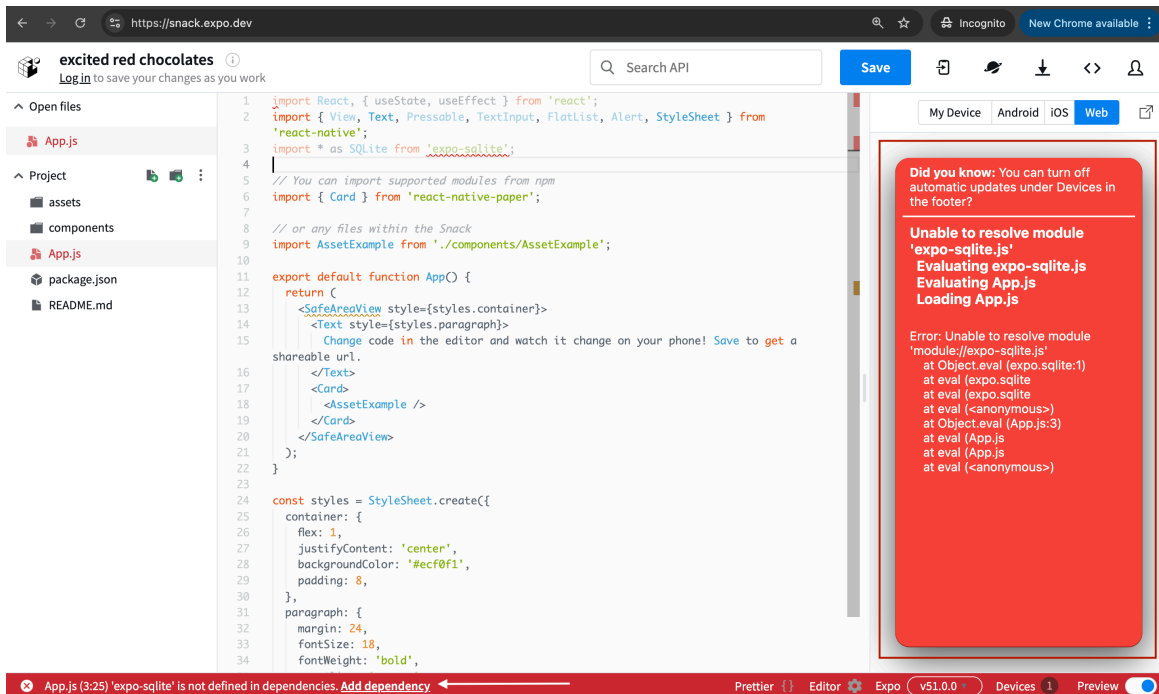 https://snack.expo.dev
Incognito
New Chrome available
excited red chocolates
Log in to save your changes as you work
Search API
Save
Open files
App.js
Project
assets
components
App.js
package.json
README.md
1 import React, { useState, useEffect } from 'react';
2 import { View, Text, Pressable, TextInput, FlatList, Alert, StyleSheet } from
'react-native';
3 import * as SQLite from 'expo-sqlite';
4
5 // You can import supported modules from npm
6 import { Card } from 'react-native-paper';
7
8 // or any files within the Snack
9 import AssetExample from './components/AssetExample';
10
11 export default function App() {
12 return (
13 <SafeAreaView style={styles.container}>
14 <Text style={styles.paragraph}>
15 Change code in the editor and watch it change on your phone! Save to get a
shareable url.
16 </Text>
17 <Card>
18 <AssetExample />
19 </Card>
20 </SafeAreaView>
21 );
22 }
23
24 const styles = StyleSheet.create({
25 container: {
26 flex: 1,
27 justifyContent: 'center',
28 backgroundColor: '#ecf0f1',
29 padding: 8,
30 },
31 paragraph: {
32 margin: 24,
33 fontSize: 18,
34 fontWeight: 'bold',
My Device
Android
iOS
Web
Did you know: You can turn off
automatic updates under Devices in
the footer?
Unable to resolve module
'expo-sqlite.js'
Evaluating expo-sqlite.js
Evaluating App.js
Loading App.js
Error: Unable to resolve module
'module://expo-sqlite.js'
at Object.eval (expo.sqlite:1)
at eval (expo.sqlite
at eval (expo.sqlite
at eval (<anonymous>)
at Object.eval (App.js:3)
at eval (App.js
at eval (App.js
at eval (<anonymous>)
App.js (3:25) 'expo-sqlite' is not defined in dependencies. Add dependency
Prettier {}
Editor
Expo
v51.0.0
Devices 1
Preview